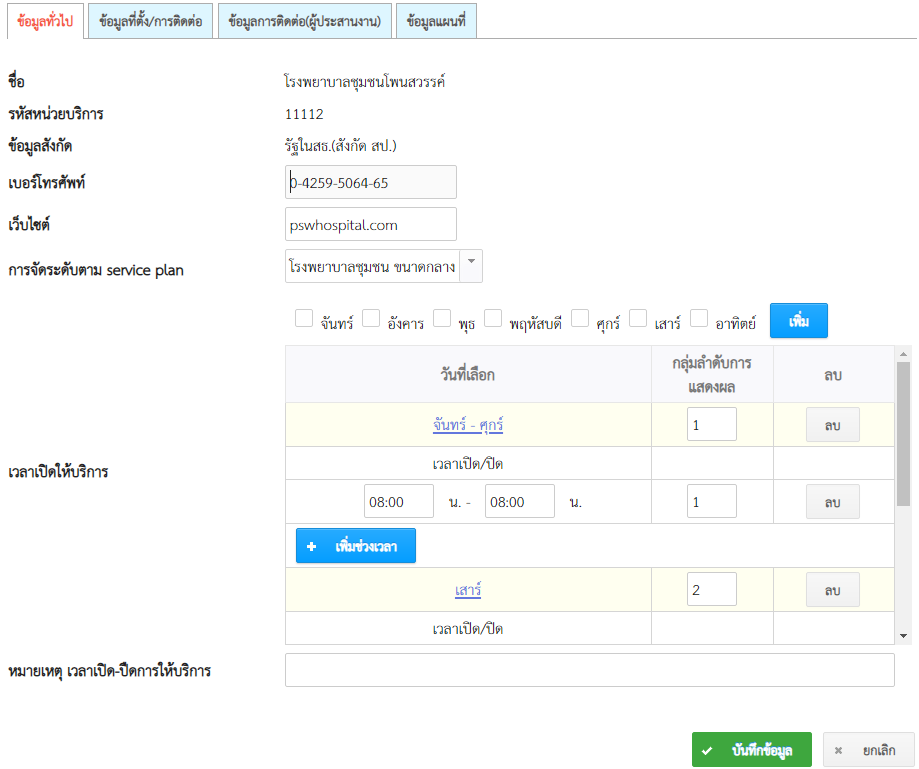 ข้อมูลทั่วไป ข้อมูลที่ตั้ง/การติดต่อ ข้อมูลการติดต่อ(ผู้ประสานงาน) ข้อมูลแผนที่
ชื่อ โรงพยาบาลชุมชนโพนสวรรค์
รหัสหน่วยบริการ 11112
ข้อมูลสังกัด รัฐในสธ.(สังกัด สป.)
เบอร์โทรศัพท์ 0-4259-5064-65
เว็บไซต์ pswhospital.com
การจัดระดับตาม service plan โรงพยาบาลชุมชน ขนาดกลาง
จันทร์ อังคาร พุธ พฤหัสบดี ศุกร์ เสาร์ อาทิตย์ เพิ่ม
วันที่เลือก กลุ่มลำดับการ ลบ
แสดงผล
จันทร์ - ศุกร์ 1 ลบ
เวลาเปิดให้บริการ เวลาเปิด/ปิด
08:00 น. - 08:00 น. 1 ลบ
+ เพิ่มช่วงเวลา
เสาร์ 2 ลบ
เวลาเปิด/ปิด
หมายเหตุ เวลาเปิด-ปิดการให้บริการ
บันทึกข้อมูล ยกเลิก